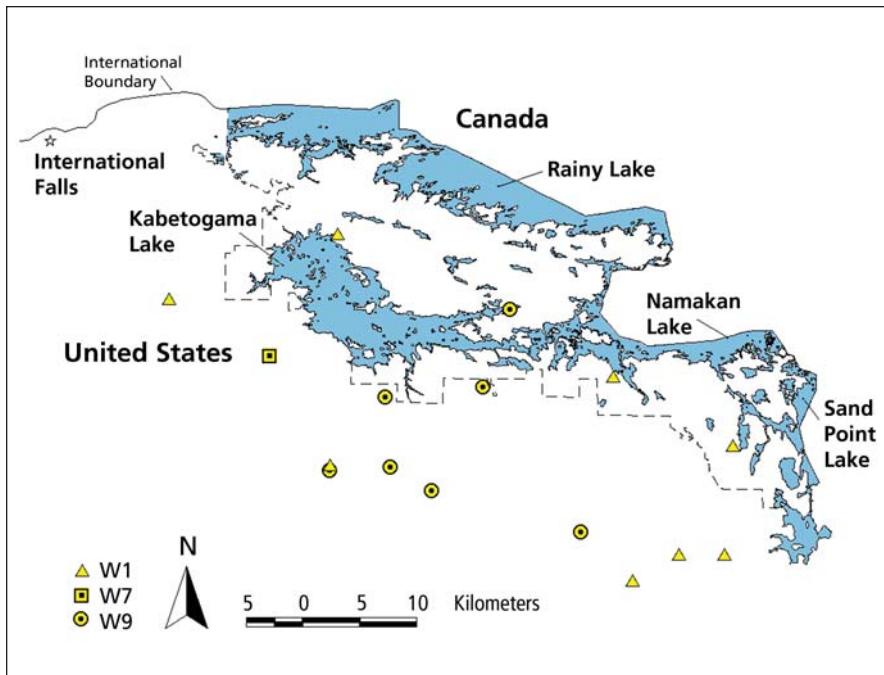 International
Boundary
Canada
International
Falls
Rainy Lake
Kabetogama
Lake
Namakan
Lake
United States
Sand
Point
Lake
N
W1
W7
W9
5 0 5 10 Kilometers